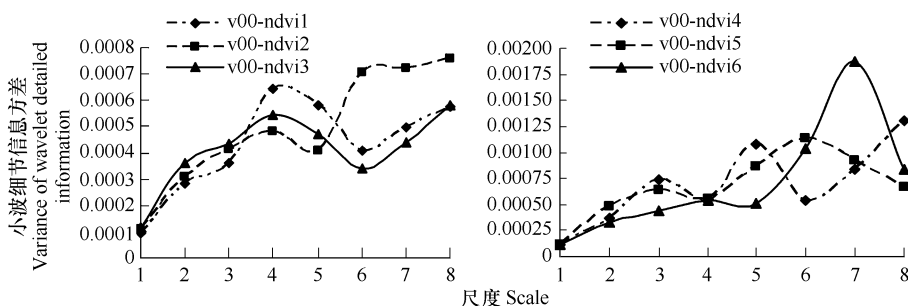 小波细节信息方差
Variance of wavelet detailed
information
v00-ndvi1
v00-ndvi2
v00-ndvi3
0.0008
0.0007
0.0006
0.0005
0.0004
0.0003
0.0002
0.0001
0
1 2 3 4 5 6 7 8
v00-ndvi4
v00-ndvi5
v00-ndvi6
0.00200
0.00175
0.00150
0.00125
0.00100
0.00075
0.00050
0.00025
0
1 2 3 4 5 6 7 8
尺度 Scale